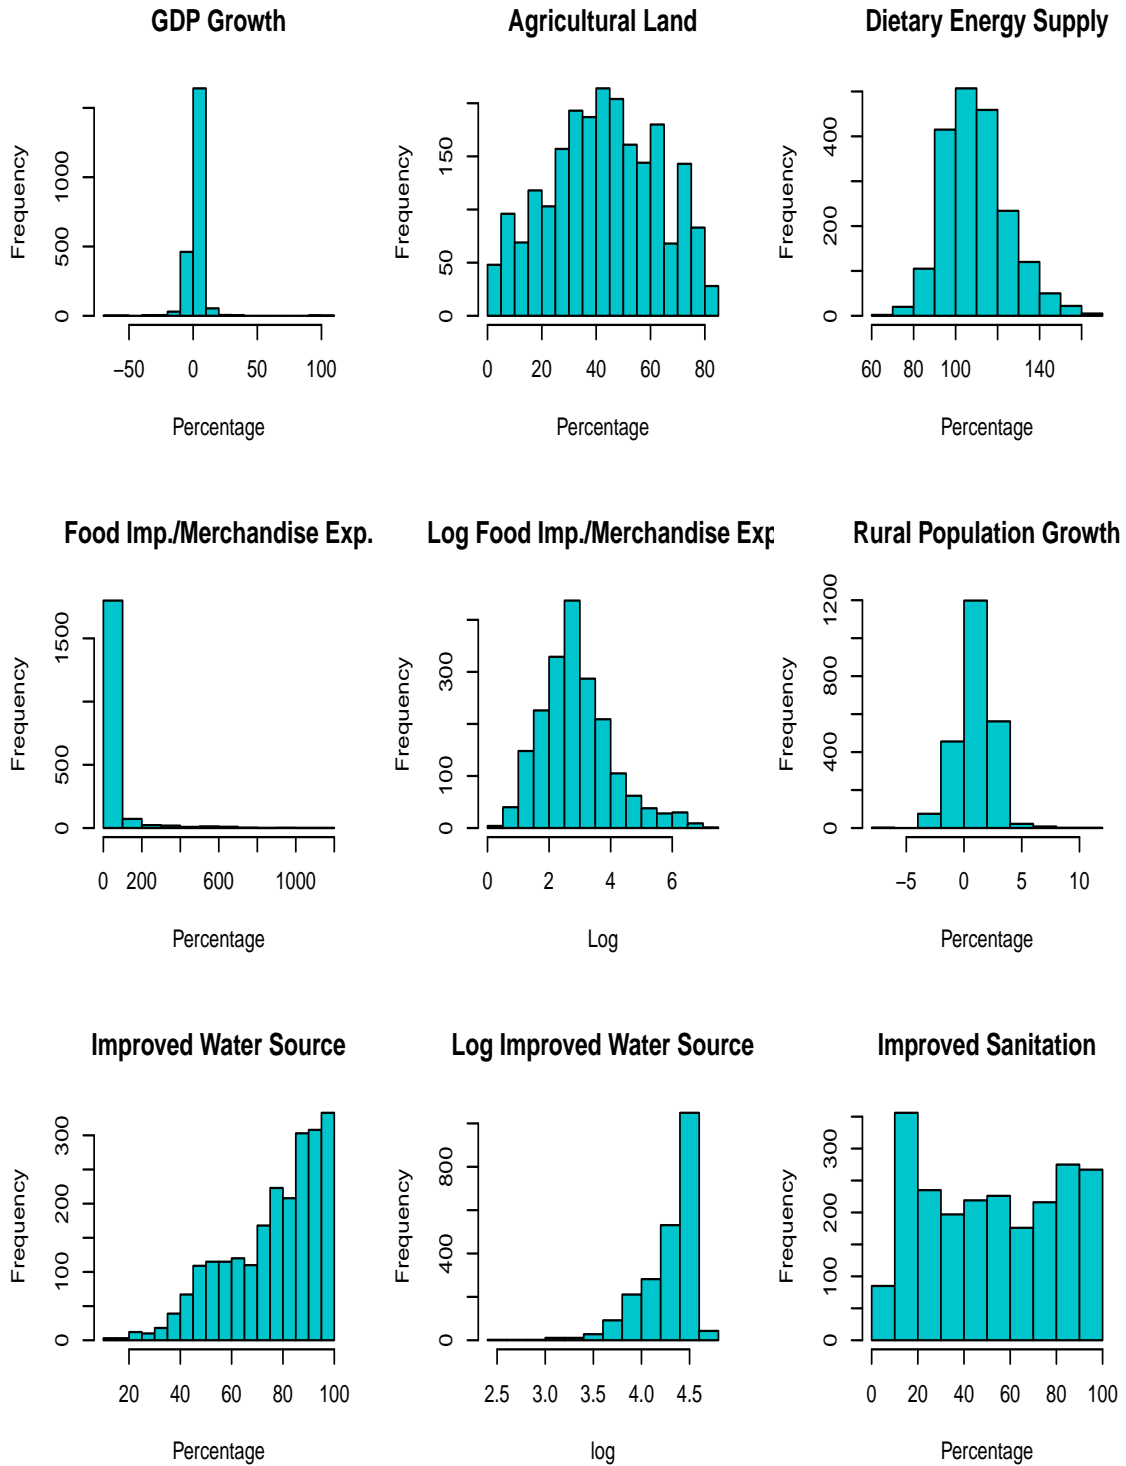 GDP Growth
Frequency
0 500 1000
−50 0 50 100
Percentage
Agricultural Land
Frequency
0 50 150
0 20 40 60 80
Percentage
Dietary Energy Supply
Frequency
0 200 400
60 80 100 140
Percentage
Food Imp./Merchandise Exp.
Frequency
0 500 1500
0 200 600 1000
Percentage
Log Food Imp./Merchandise Exp
Frequency
0 100 300
0 2 4 6
Log
Rural Population Growth
Frequency
0 400 800 1200
−5 0 5 10
Percentage
Improved Water Source
Frequency
0 100 200 300
20 40 60 80 100
Percentage
Log Improved Water Source
Frequency
0 400 800
2.5 3.0 3.5 4.0 4.5
log
Improved Sanitation
Frequency
0 100 200 300
0 20 40 60 80 100
Percentage